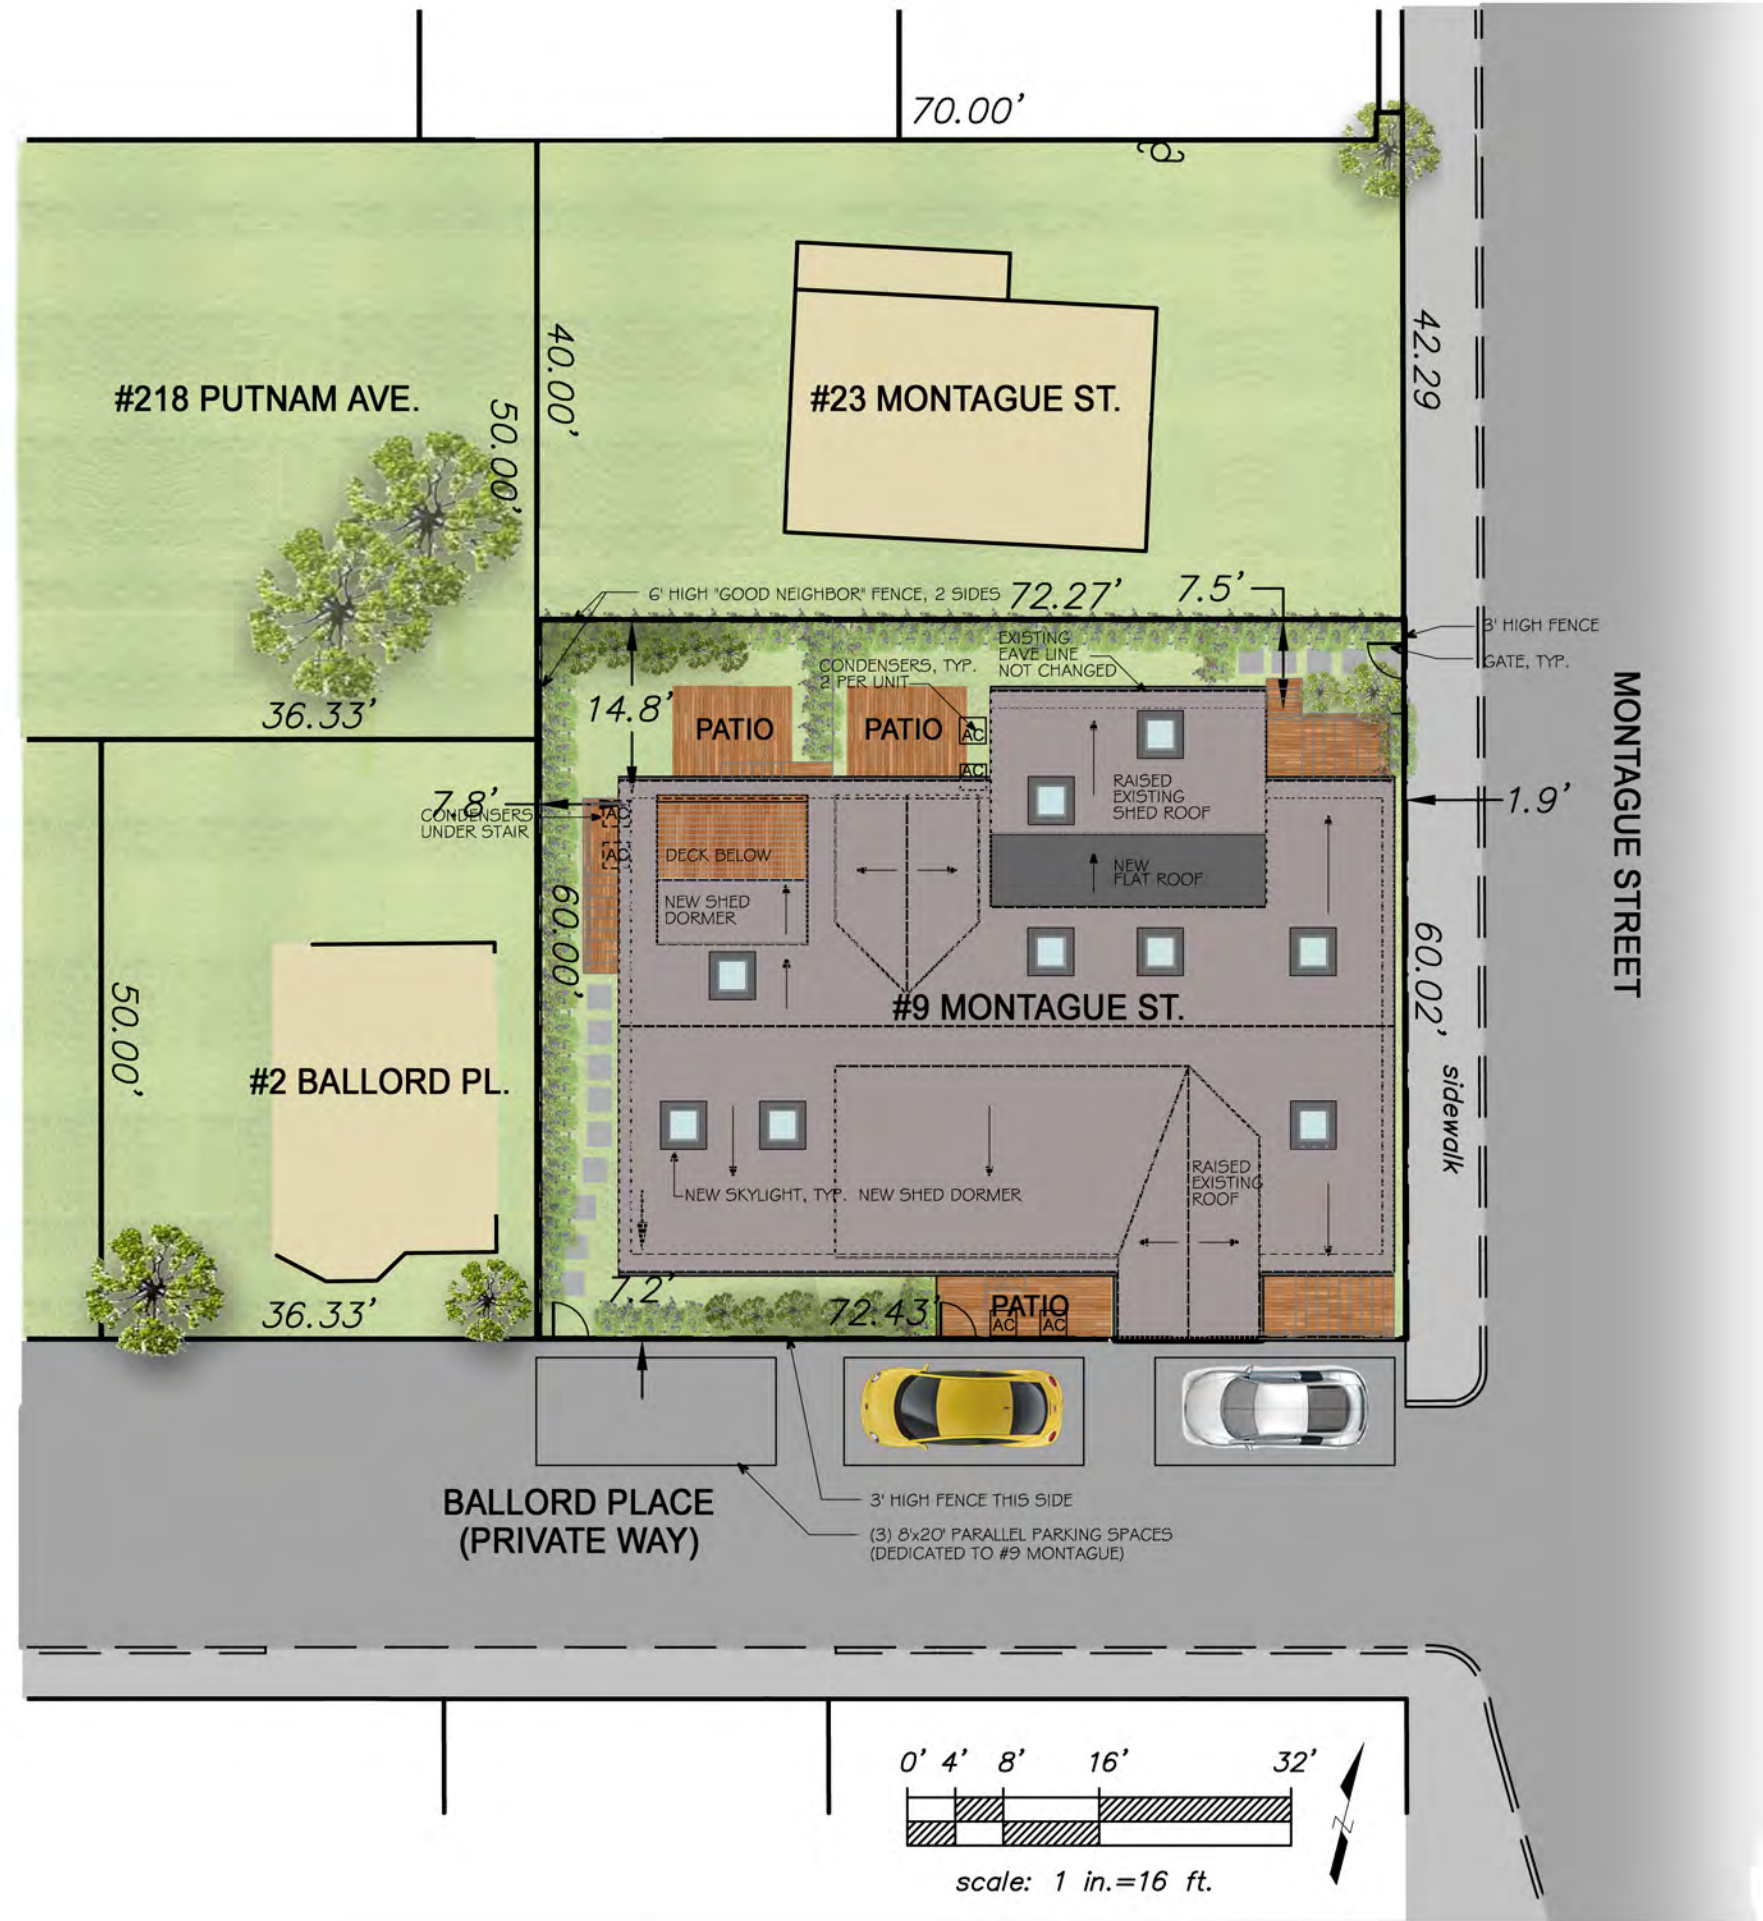 70.00'
40.00'
42.29
#218 PUTNAM AVE.
#23 MONTAGUE ST.
50.00'
6' HIGH "GOOD NEIGHBOR" FENCE, 2 SIDES
72.27'
7.5'
3' HIGH FENCE
GATE, TYP.
EXISTING
EAVE LINE
NOT CHANGED
CONDENSERS, TYP.
2 PER UNIT
36.33'
14.8'
PATIO
PATIO
AC
AC
RAISED
EXISTING
SHED ROOF
MONTAGUE STREET
7.8'
1.9'
CONDENSERS
UNDER STAIR
AC
AC
DECK BELOW
NEW
FLAT ROOF
NEW SHED
DORMER
60.00'
60.02'
#9 MONTAGUE ST.
50.00'
#2 BALLORD PL.
sidewalk
RAISED
EXISTING
ROOF
NEW SKYLIGHT, TYP.
NEW SHED DORMER
36.33'
7.2'
72.43'
PATIO
AC
AC
BALLORD PLACE
(PRIVATE WAY)
3' HIGH FENCE THIS SIDE
(3) 8'x20' PARALLEL PARKING SPACES
(DEDICATED TO #9 MONTAGUE)
0' 4' 8' 16' 32'
Z
scale: 1 in.=16 ft.